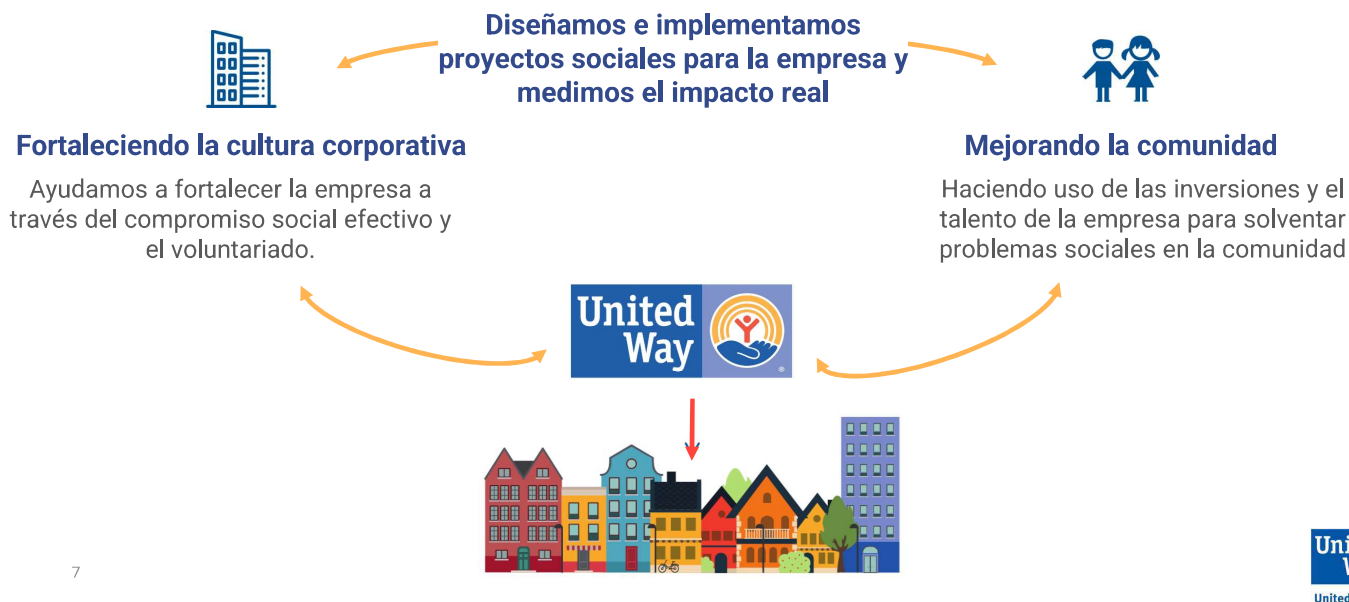 Diseñamos e implementamos
proyectos sociales para la empresa y
medimos el impacto real
Fortaleciendo la cultura corporativa
Ayudamos a fortalecer la empresa a
través del compromiso social efectivo y
el voluntariado.
Mejorando la comunidad
Haciendo uso de las inversiones y el
talento de la empresa para solventar
problemas sociales en la comunidad
United
Way
®
7
United